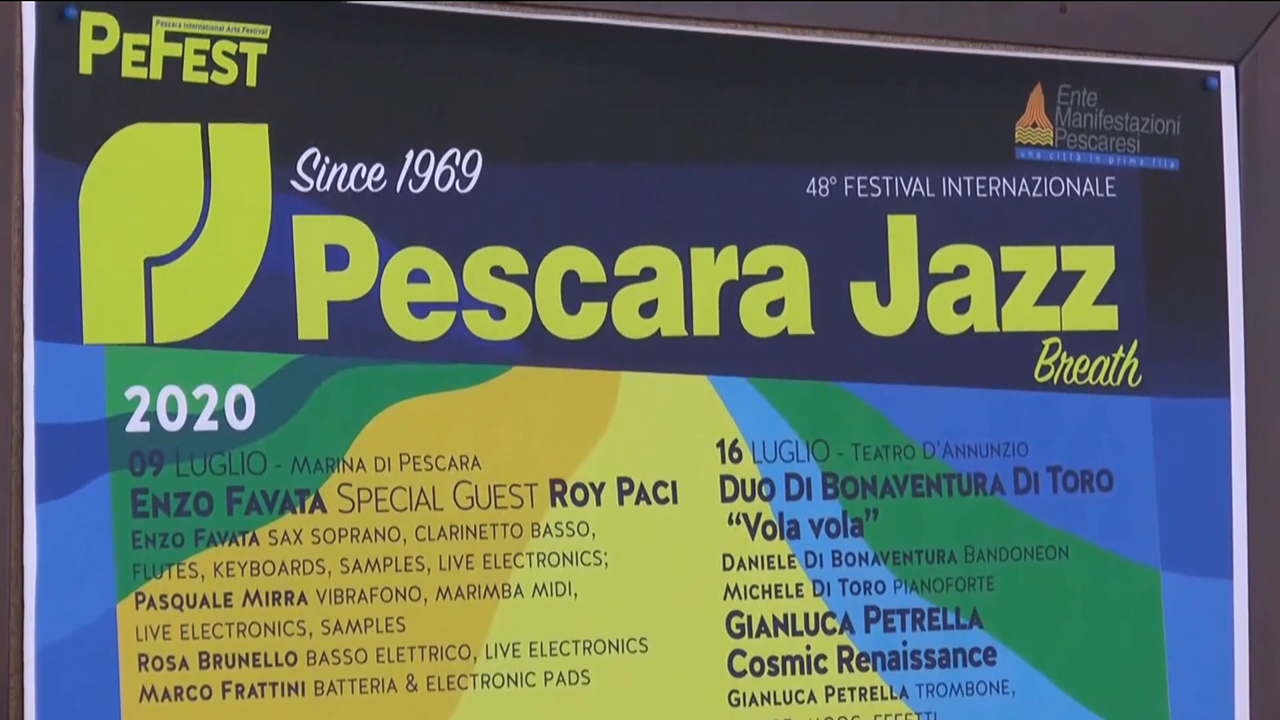 Pescara International Arts Festival
PEFEST
Ente
Manifestazioni
Pescaresi
una città in prima fila
Since 1969
48° FESTIVAL INTERNAZIONALE
Pescara Jazz
Breath
2020
09 LUGLIO - MARINA DI PESCARA
ENZO FAVATA SPECIAL GUEST ROY PACI
ENZO FAVATA SAX SOPRANO, CLARINETTO BASSO,
FLUTES, KEYBOARDS, SAMPLES, LIVE ELECTRONICS;
PASQUALE MIRRA VIBRAFONO, MARIMBA MIDI,
LIVE ELECTRONICS, SAMPLES
ROSA BRUNELLO BASSO ELETTRICO, LIVE ELECTRONICS
MARCO FRATTINI BATTERIA & ELECTRONIC PADS
16 LUGLIO - TEATRO D'ANNUNZIO
DUO DI BONAVENTURA DI TORO
“Vola vola”
DANIELE DI BONAVENTURA BANDONEON
MICHELE DI TORO PIANOFORTE
GIANLUCA PETRELLA
Cosmic Renaissance
GIANLUCA PETRELLA TROMBONE,